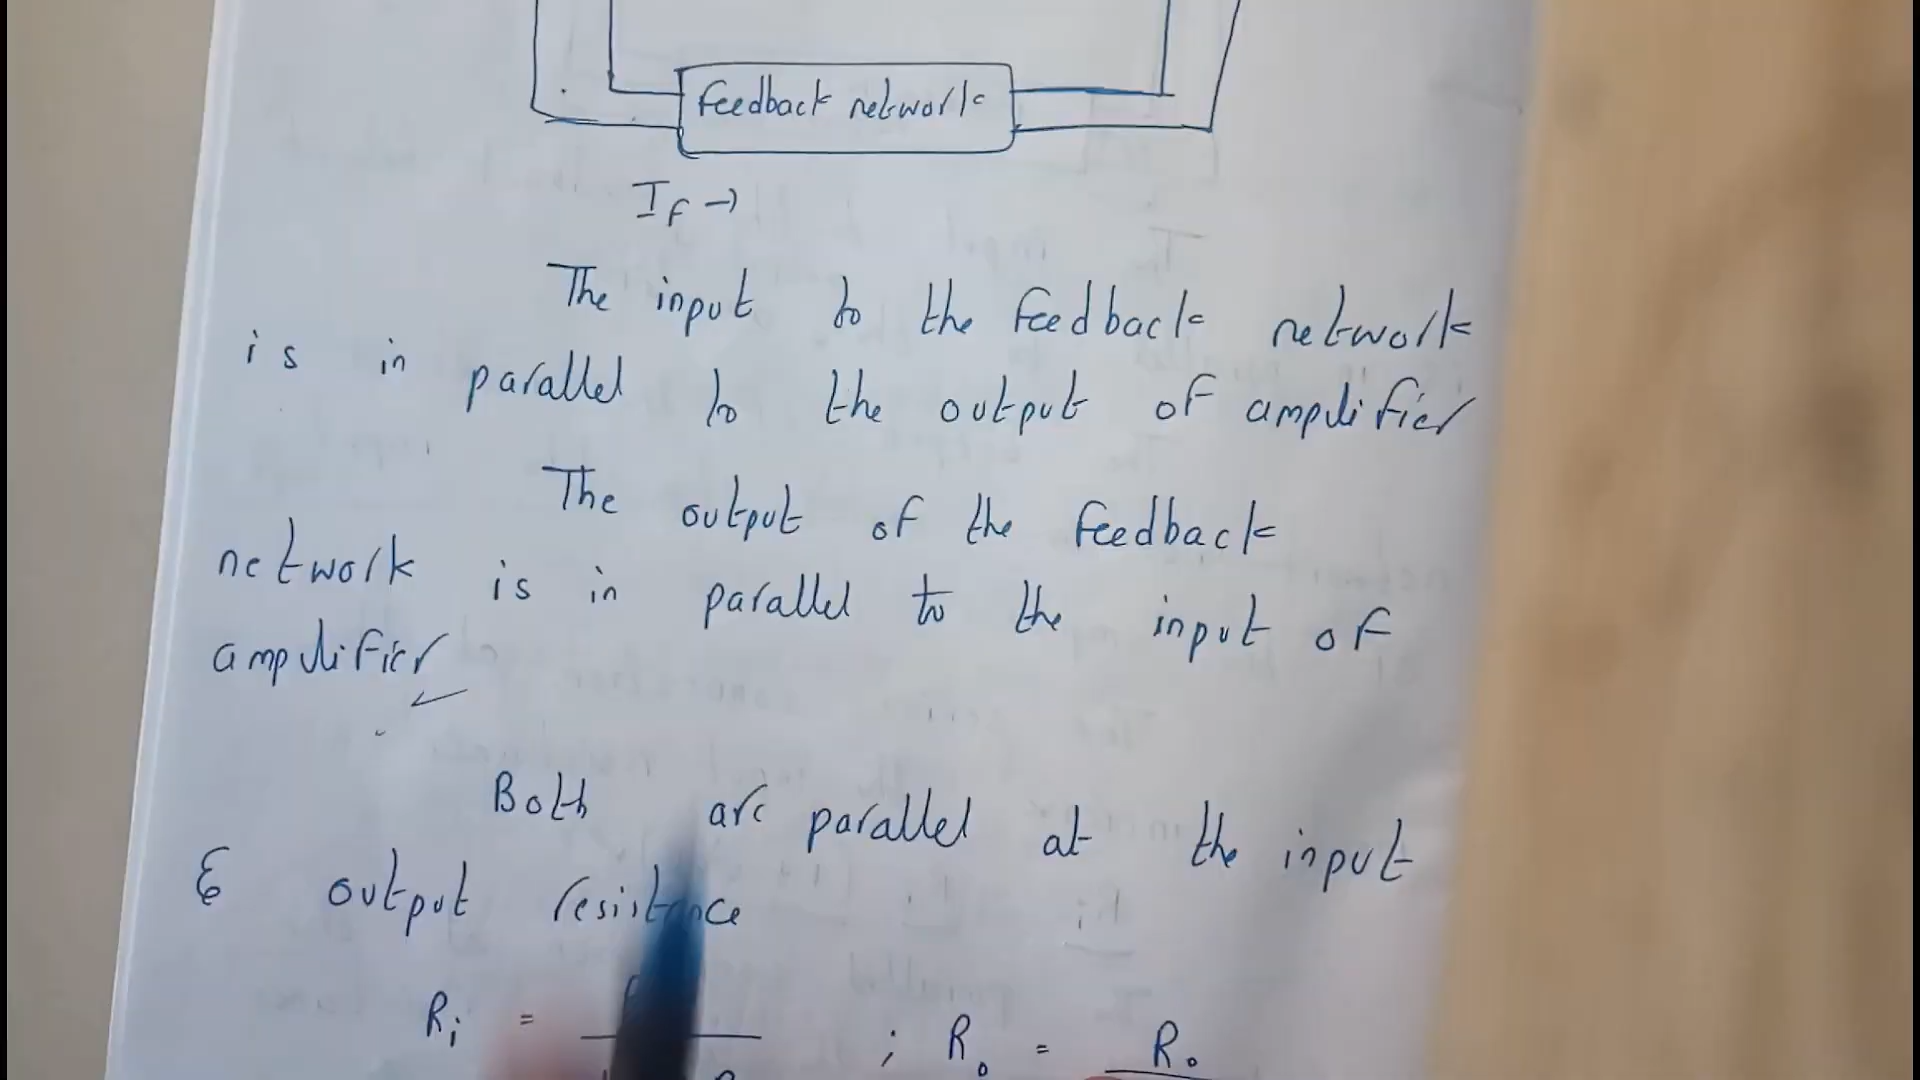 Feedback network
If →
The input to the feedback network
is in parallel to the output of amplifier
The output of the feedback
network is in parallel to the input of
amplifier
Both are parallel at the input
& output resistance
Ri = ; Ro = Ro